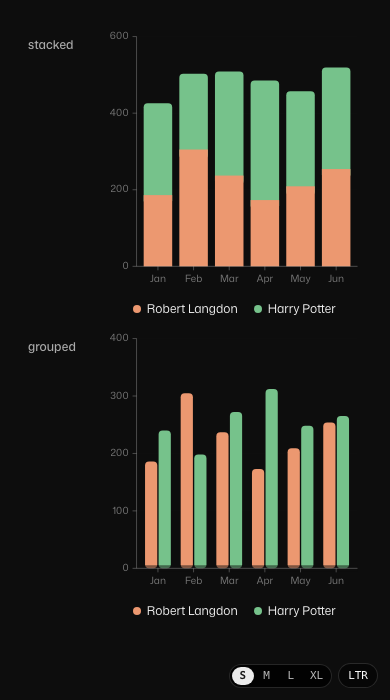 stacked
600
400
200
0
Jan Feb Mar Apr May Jun
Robert Langdon Harry Potter
grouped
400
300
200
100
0
Jan Feb Mar Apr May Jun
Robert Langdon Harry Potter
S M L XL LTR